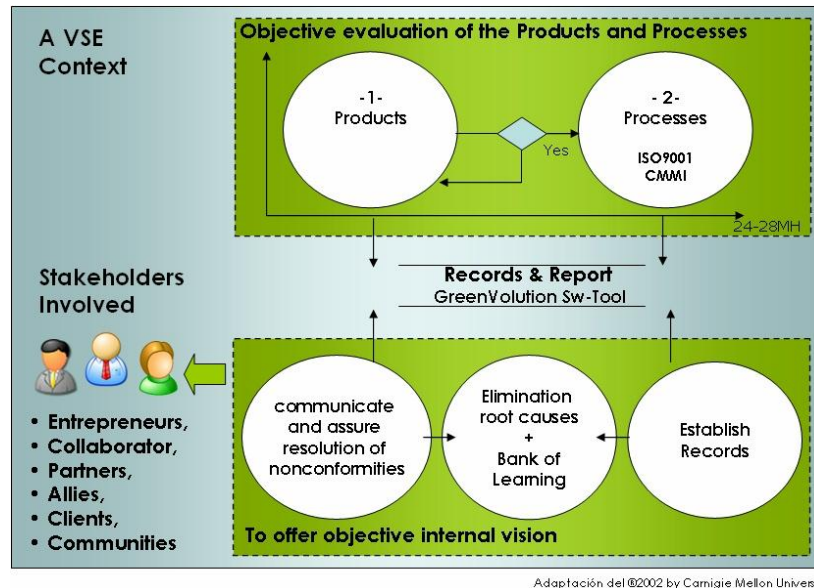 A VSE
Context
Objective evaluation of the Products and Processes
-1-
Products
Yes
-2-
Processes
ISO9001
CMMI
24-28MH
Records & Report
GreenVolution Sw-Tool
Stakeholders
Involved
• Entrepreneurs,
• Collaborator,
• Partners,
• Allies,
• Clients,
• Communities
communicate
and assure
resolution of
nonconformities
Elimination
root causes
+
Bank of
Learning
Establish
Records
To offer objective internal vision
Adaptación del ©2002 by Carnigie Mellon Univers